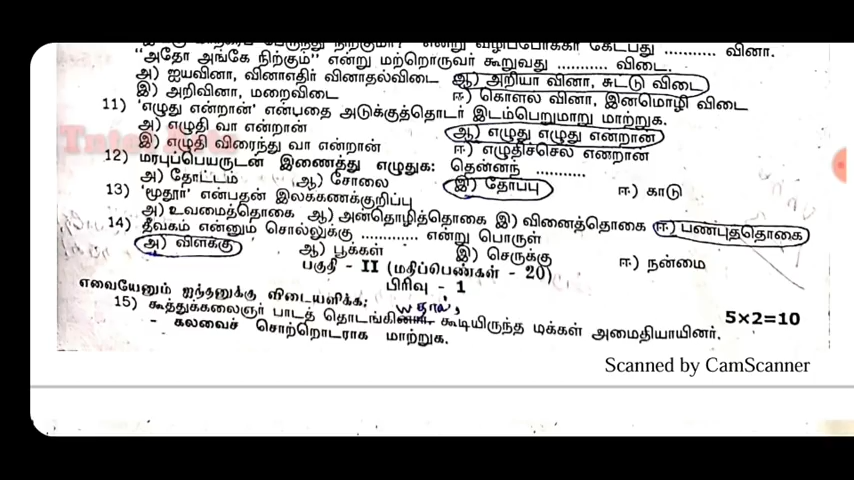 “அதோ அங்கே நிற்கும்” என்று மற்றொருவர் கூறுவது ........... விடை.
அ) ஐயவினா, வினாஎதிர் வினாதல்விடை ஆ) அறியா வினா, சுட்டு விடை
இ) அறிவினா, மறைவிடை ஈ) கொளல் வினா, இனமொழி விடை
11) 'எழுது என்றான்' என்பதை அடுக்குத்தொடர் இடம்பெறுமாறு மாற்றுக.
அ) எழுதி வா என்றான் ஆ) எழுது எழுது என்றான்
இ) எழுதி விரைந்து வா என்றான் ஈ) எழுதிச்செல் என்றான்
12) மரபுப்பெயருடன் இணைத்து எழுதுக: தென்னந் ...........
அ) தோட்டம் ஆ) சோலை இ) தோப்பு ஈ) காடு
13) 'மூதூர்' என்பதன் இலக்கணக்குறிப்பு
அ) உவமைத்தொகை ஆ) அன்தொழித்தொகை இ) வினைத்தொகை ஈ) பண்புத்தொகை
14) தீவகம் என்னும் சொல்லுக்கு ............ என்று பொருள்
அ) விளக்கு ஆ) பூக்கள் இ) செருக்கு ஈ) நன்மை
பகுதி - II (மதிப்பெண்கள் - 20)
பிரிவு - 1
எவையேனும் ஐந்தனுக்கு விடையளிக்க: 5×2=10
15) கூத்துக்கலைஞர் பாடத் தொடங்கினார். கூடியிருந்த மக்கள் அமைதியாயினர்.
- கலவைச் சொற்றொடராக மாற்றுக.
Scanned by CamScanner